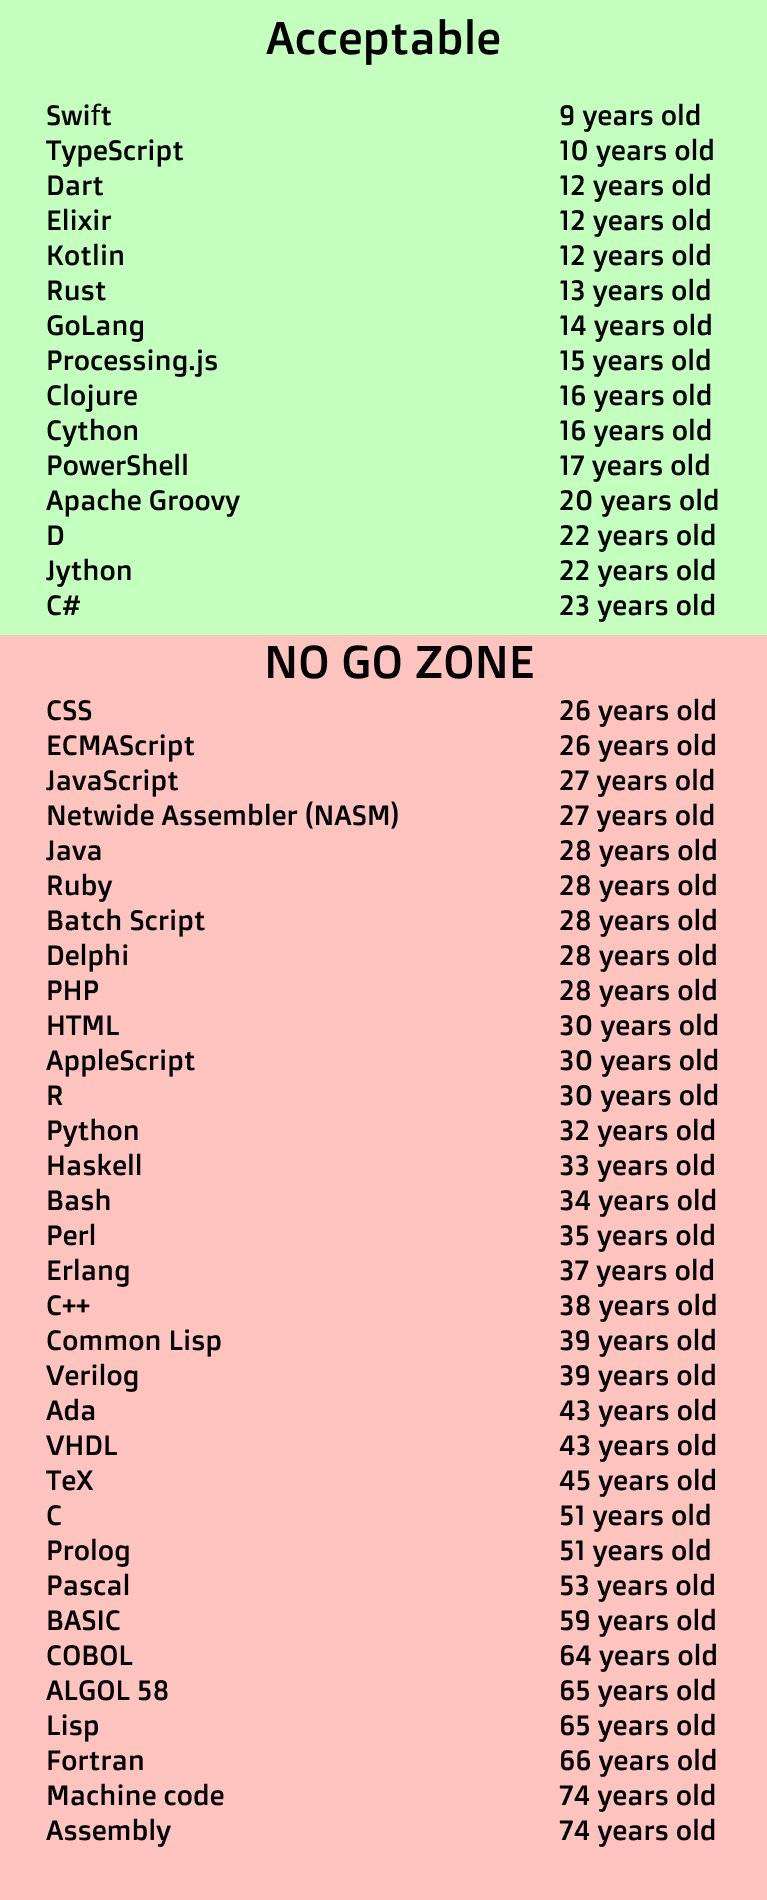 Acceptable
Swift 9 years old
TypeScript 10 years old
Dart 12 years old
Elixir 12 years old
Kotlin 12 years old
Rust 13 years old
GoLang 14 years old
Processing.js 15 years old
Clojure 16 years old
Cython 16 years old
PowerShell 17 years old
Apache Groovy 20 years old
D 22 years old
Jython 22 years old
C# 23 years old
NO GO ZONE
CSS 26 years old
ECMAScript 26 years old
JavaScript 27 years old
Netwide Assembler (NASM) 27 years old
Java 28 years old
Ruby 28 years old
Batch Script 28 years old
Delphi 28 years old
PHP 28 years old
HTML 30 years old
AppleScript 30 years old
R 30 years old
Python 32 years old
Haskell 33 years old
Bash 34 years old
Perl 35 years old
Erlang 37 years old
C++ 38 years old
Common Lisp 39 years old
Verilog 39 years old
Ada 43 years old
VHDL 43 years old
TeX 45 years old
C 51 years old
Prolog 51 years old
Pascal 53 years old
BASIC 59 years old
COBOL 64 years old
ALGOL 58 65 years old
Lisp 65 years old
Fortran 66 years old
Machine code 74 years old
Assembly 74 years old